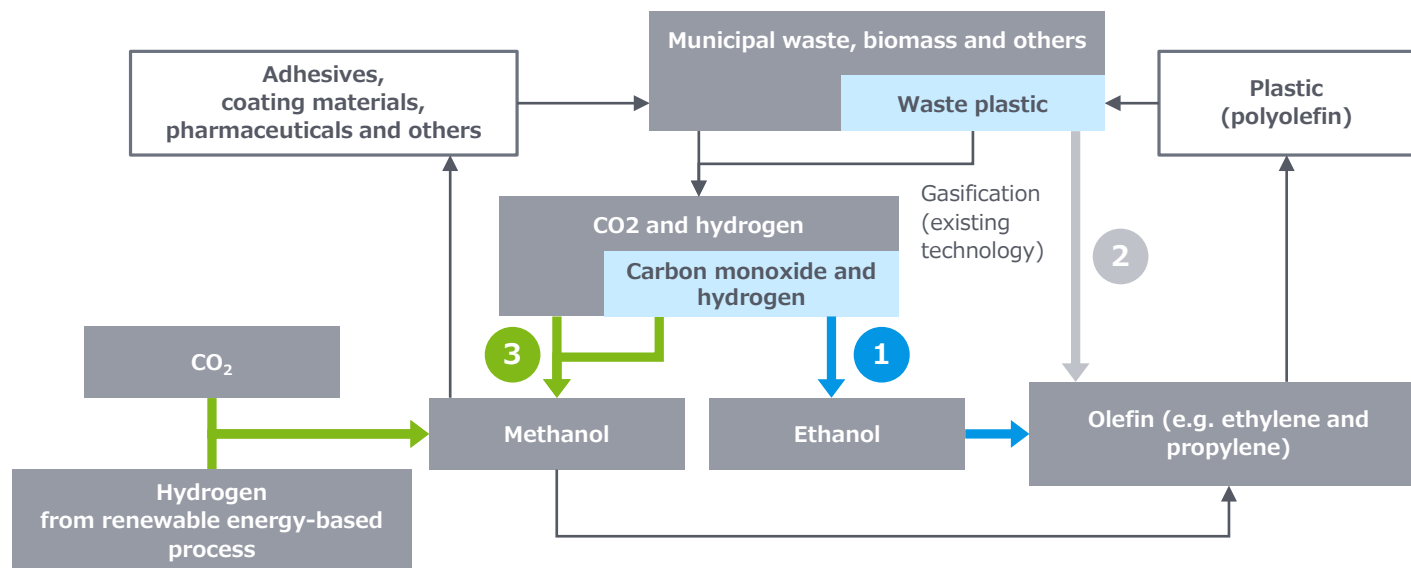 Municipal waste, biomass and others
Waste plastic
Adhesives,
coating materials,
pharmaceuticals and others
Plastic
(polyolefin)
Gasification
(existing
technology)
CO2 and hydrogen
Carbon monoxide and
hydrogen
2
3
1
CO₂
Methanol
Ethanol
Olefin (e.g. ethylene and
propylene)
Hydrogen
from renewable energy-based
process